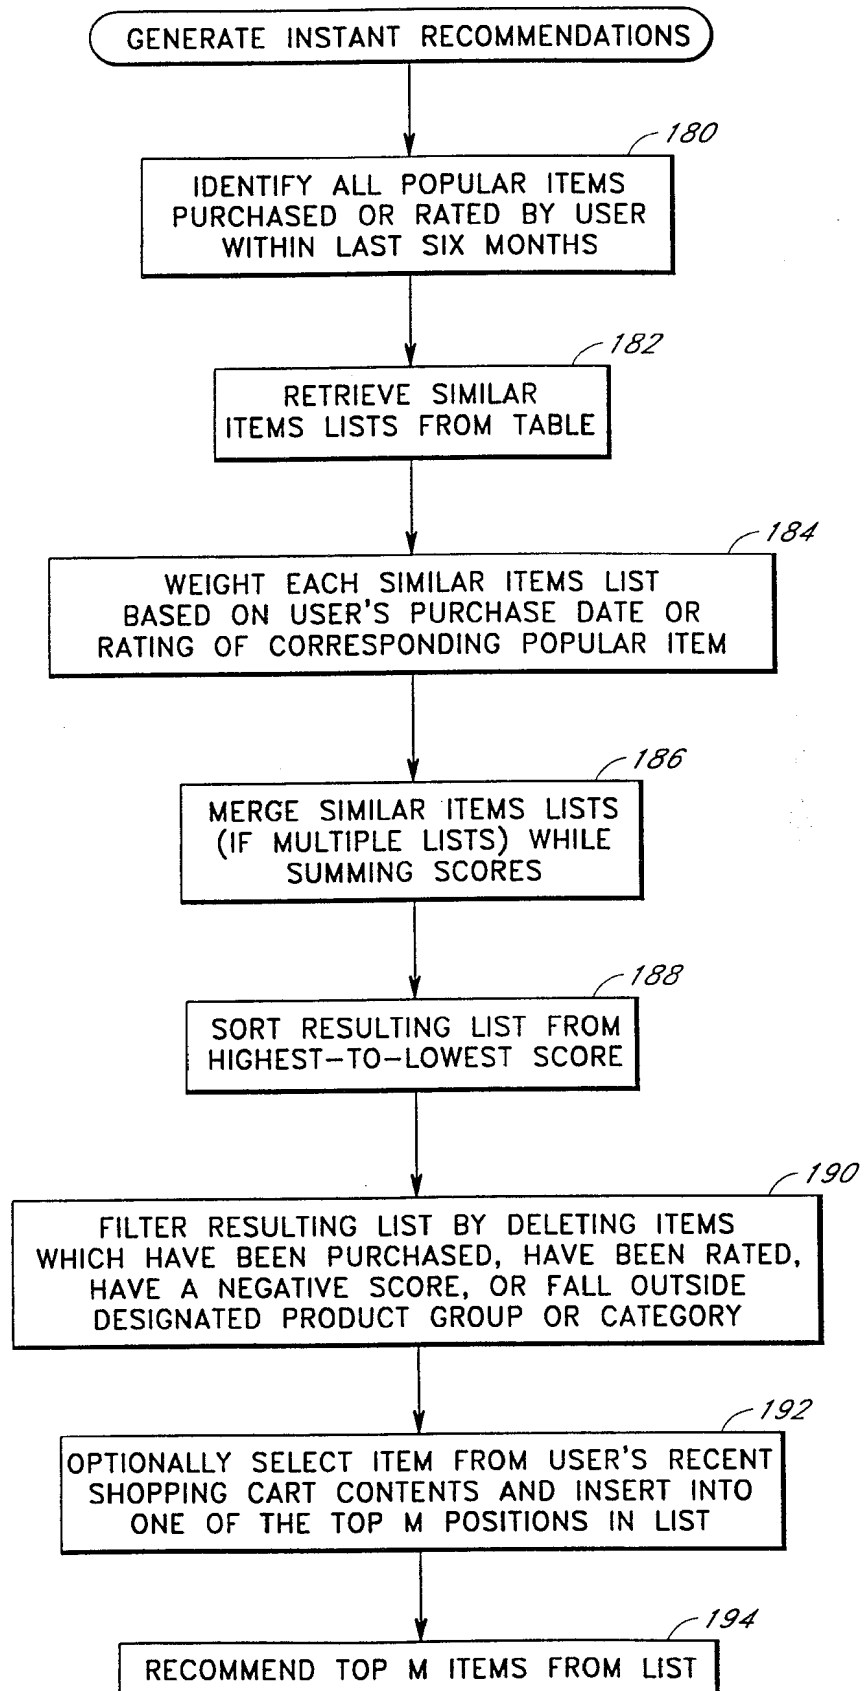 GENERATE INSTANT RECOMMENDATIONS
180
IDENTIFY ALL POPULAR ITEMS
PURCHASED OR RATED BY USER
WITHIN LAST SIX MONTHS
182
RETRIEVE SIMILAR
ITEMS LISTS FROM TABLE
184
WEIGHT EACH SIMILAR ITEMS LIST
BASED ON USER'S PURCHASE DATE OR
RATING OF CORRESPONDING POPULAR ITEM
186
MERGE SIMILAR ITEMS LISTS
(IF MULTIPLE LISTS) WHILE
SUMMING SCORES
188
SORT RESULTING LIST FROM
HIGHEST-TO-LOWEST SCORE
190
FILTER RESULTING LIST BY DELETING ITEMS
WHICH HAVE BEEN PURCHASED, HAVE BEEN RATED,
HAVE A NEGATIVE SCORE, OR FALL OUTSIDE
DESIGNATED PRODUCT GROUP OR CATEGORY
192
OPTIONALLY SELECT ITEM FROM USER'S RECENT
SHOPPING CART CONTENTS AND INSERT INTO
ONE OF THE TOP M POSITIONS IN LIST
194
RECOMMEND TOP M ITEMS FROM LIST